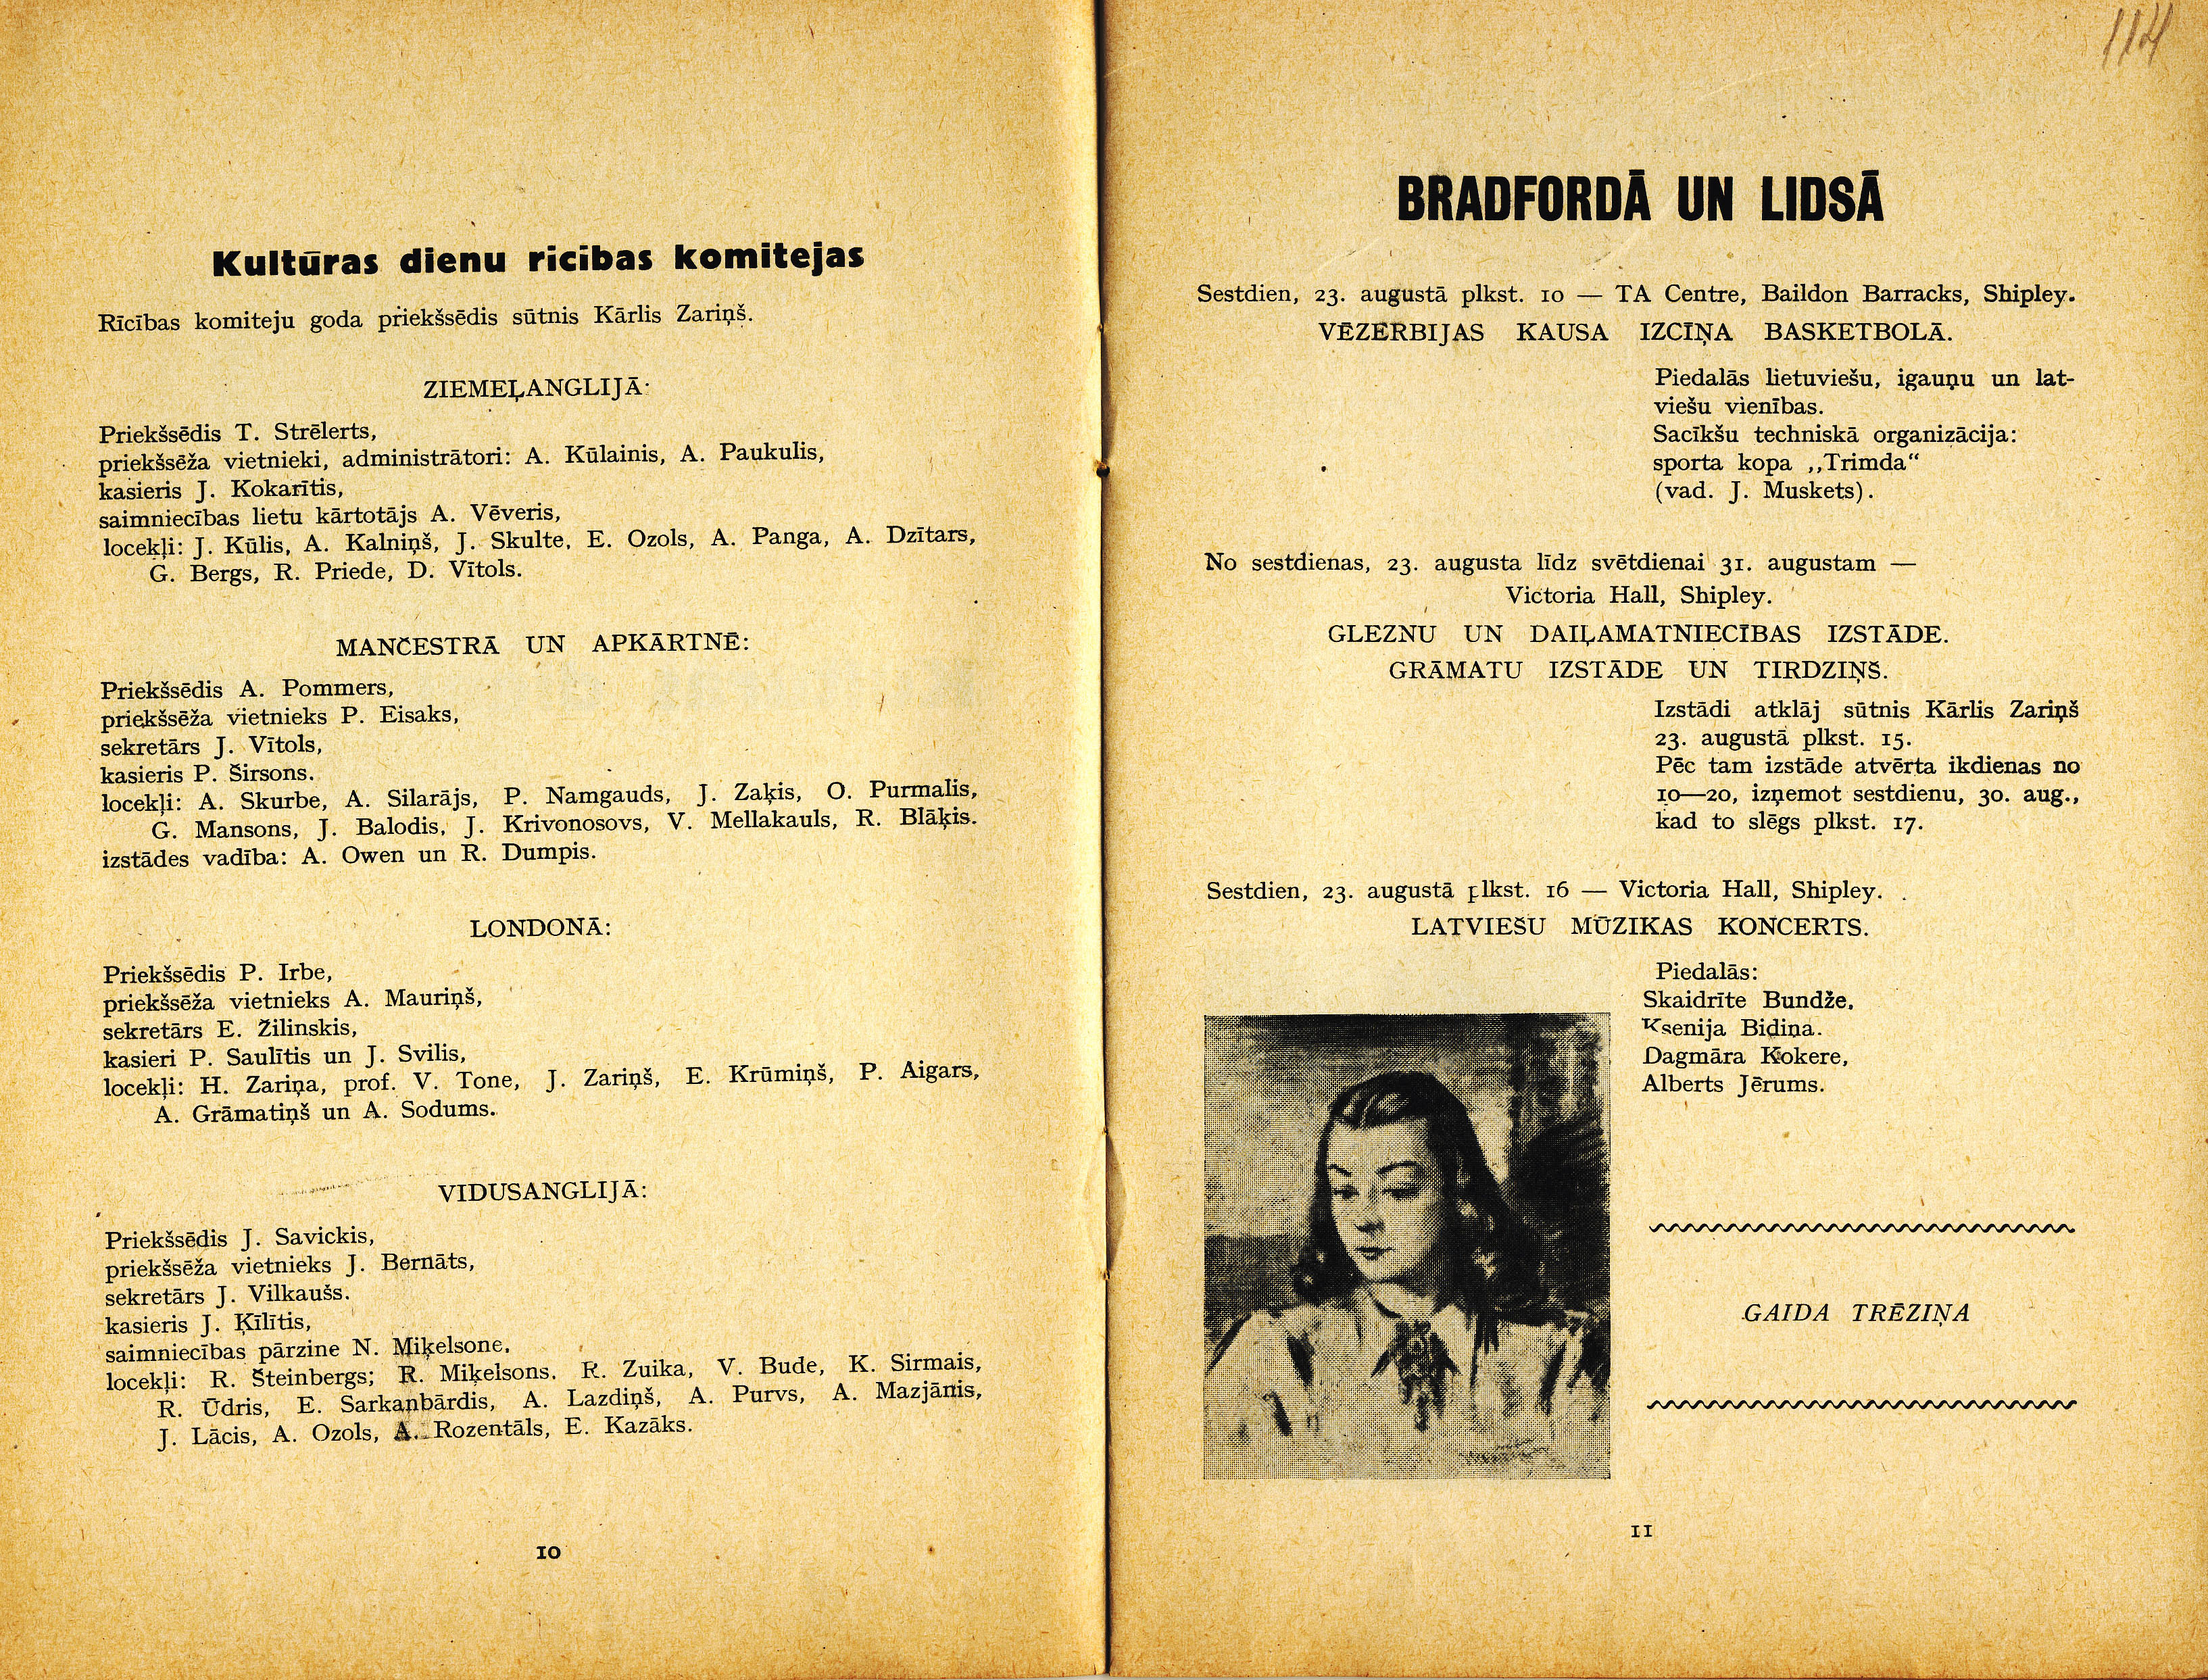 Kultūras dienu rīcības komitejas
Rīcības komiteju goda priekšsēdis sūtnis Kārlis Zariņš.
ZIEMEĻANGLIJĀ:
Priekšsēdis T. Strēlerts,
priekšsēža vietnieki, administrātori: A. Kūlainis, A. Paukulis,
kasieris J. Kokarītis,
saimniecības lietu kārtotājs A. Vēveris,
locekļi: J. Kūlis, A. Kalniņš, J. Skulte, E. Ozols, A. Panga, A. Dzītars,
G. Bergs, R. Priede, D. Vītols.
MANČESTRĀ UN APKĀRTNĒ:
Priekšsēdis A. Pommers,
priekšsēža vietnieks P. Eisaks,
sekretārs J. Vītols,
kasieris P. Širsons.
locekļi: A. Skurbe, A. Silarājs, P. Namgauds, J. Zaķis, O. Purmalis,
G. Mansons, J. Balodis, J. Krivonosovs, V. Mellakauls, R. Blāķis.
izstādes vadība: A. Owen un R. Dumpis.
LONDONĀ:
Priekšsēdis P. Irbe,
priekšsēža vietnieks A. Mauriņš,
sekretārs E. Žilinskis,
kasieri P. Saulītis un J. Svilis,
locekļi: H. Zariņa, prof. V. Tone, J. Zariņš, E. Krūmiņš, P. Aigars,
A. Grāmatiņš un A. Sodums.
VIDUSANGLIJĀ:
Priekšsēdis J. Savickis,
priekšsēža vietnieks J. Bernāts,
sekretārs J. Vilkaušs.
kasieris J. Ķīlītis,
saimniecības pārzine N. Miķelsone,
locekļi: R. Šteinbergs; R. Miķelsons, R. Zuika, V. Bude, K. Sirmais,
R. Ūdris, E. Sarkanbārdis, A. Lazdiņš, A. Purvs, A. Mazjānis,
J. Lācis, A. Ozols, A. Rozentāls, E. Kazāks.
10
114
BRADFORDĀ UN LIDSĀ
Sestdien, 23. augustā plkst. 10 — TA Centre, Baildon Barracks, Shipley.
VĒZERBIJAS KAUSA IZCĪŅA BASKETBOLĀ.
Piedalās lietuviešu, igauņu un lat-
viešu vienības.
Sacīkšu techniskā organizācija:
sporta kopa ,,Trimda“
(vad. J. Muskets).
No sestdienas, 23. augusta līdz svētdienai 31. augustam —
Victoria Hall, Shipley.
GLEZNU UN DAIĻAMATNIECĪBAS IZSTĀDE.
GRĀMATU IZSTĀDE UN TIRDZIŅŠ.
Izstādi atklāj sūtnis Kārlis Zariņš
23. augustā plkst. 15.
Pēc tam izstāde atvērta ikdienas no
10—20, izņemot sestdienu, 30. aug.,
kad to slēgs plkst. 17.
Sestdien, 23. augustā plkst. 16 — Victoria Hall, Shipley.
LATVIEŠU MŪZIKAS KONCERTS.
Piedalās:
Skaidrīte Bundže,
Ksenija Bidiņa.
Dagmāra Kokere,
Alberts Jērums.
GAIDA TRĒZIŅA
11